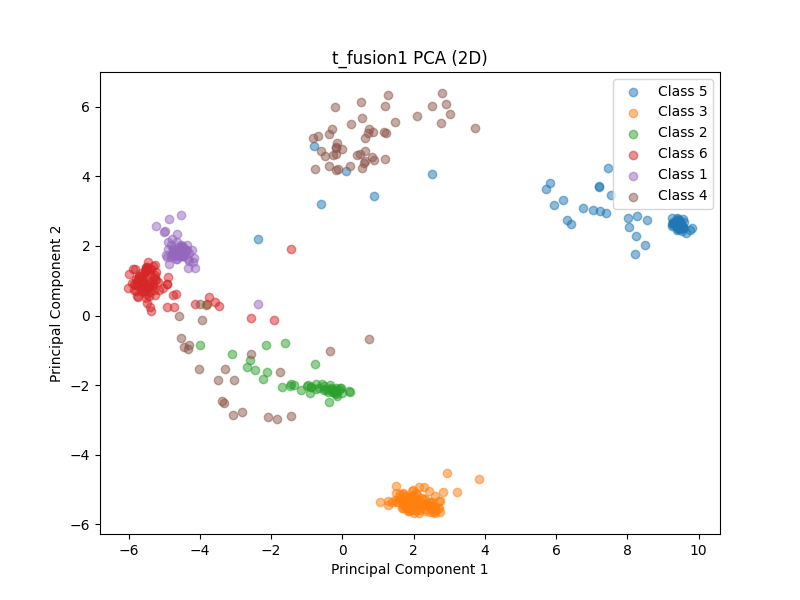 t_fusion1 PCA (2D)
Class 5
Class 3
Class 2
Class 6
Class 1
Class 4
Principal Component 2
6
4
2
0
−2
−4
−6
−6
−4
−2
0
2
4
6
8
10
Principal Component 1